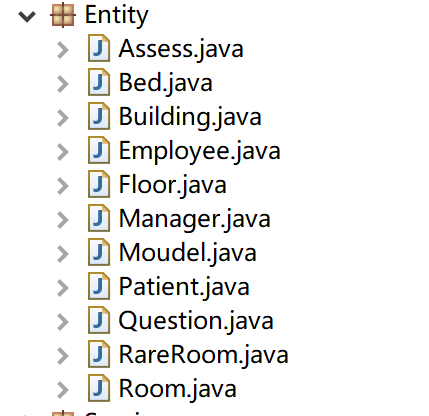 Entity
Assess.java
Bed.java
Building.java
Employee.java
Floor.java
Manager.java
Moudel.java
Patient.java
Question.java
RareRoom.java
Room.java